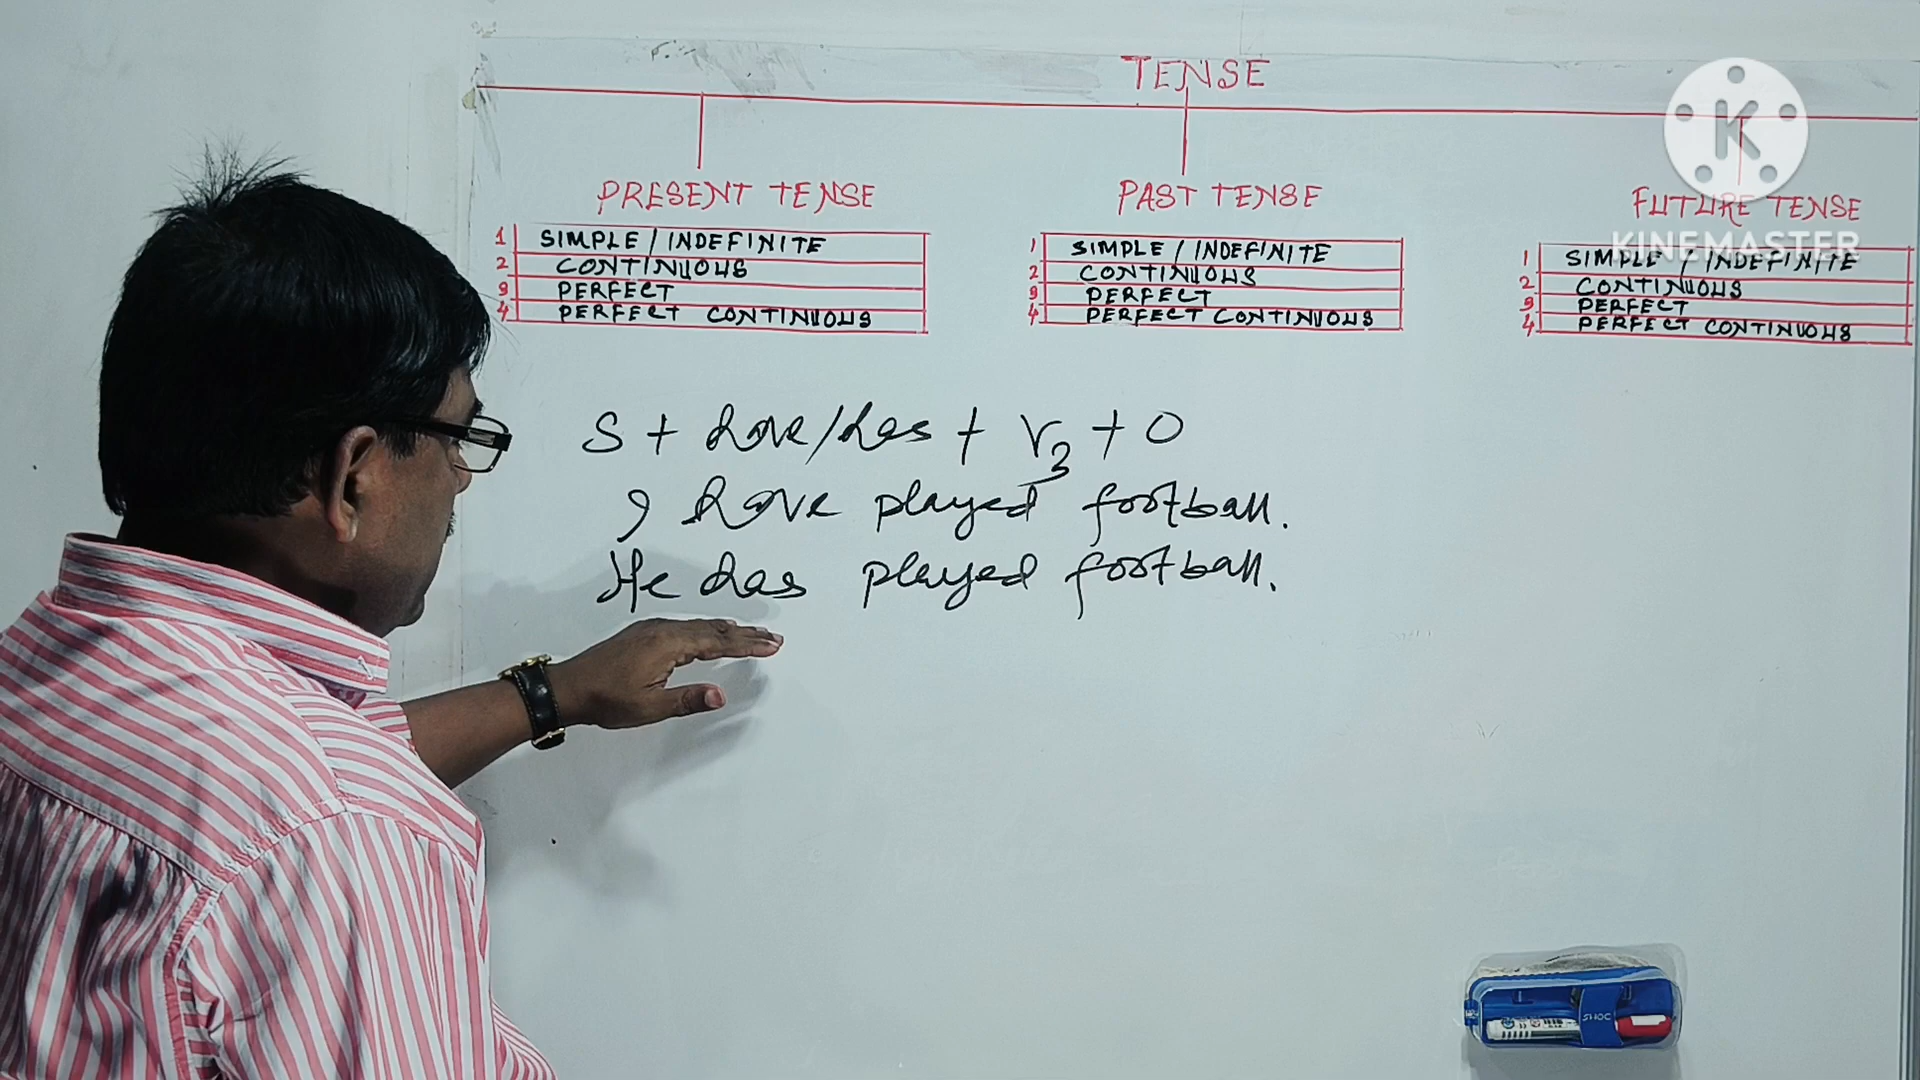 TENSE
PRESENT TENSE
1 SIMPLE / INDEFINITE
2 CONTINUOUS
3 PERFECT
4 PERFECT CONTINUOUS
PAST TENSE
1 SIMPLE / INDEFINITE
2 CONTINUOUS
3 PERFECT
4 PERFECT CONTINUOUS
FUTURE TENSE
1 SIMPLE / INDEFINITE
2 CONTINUOUS
3 PERFECT
4 PERFECT CONTINUOUS
K
KINEMASTER
S + have/has + V3 + O
I have played football.
He has played football.